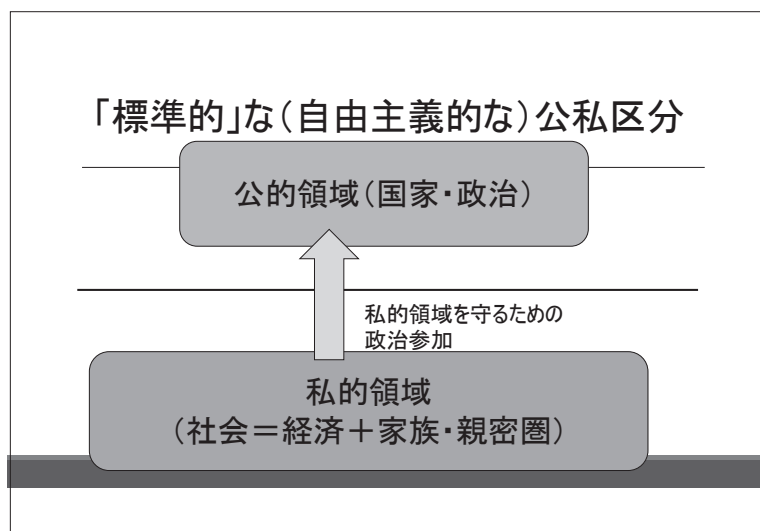 「標準的」な（自由主義的な）公私区分
公的領域（国家・政治）
私的領域を守るための
政治参加
私的領域
（社会＝経済＋家族・親密圏）